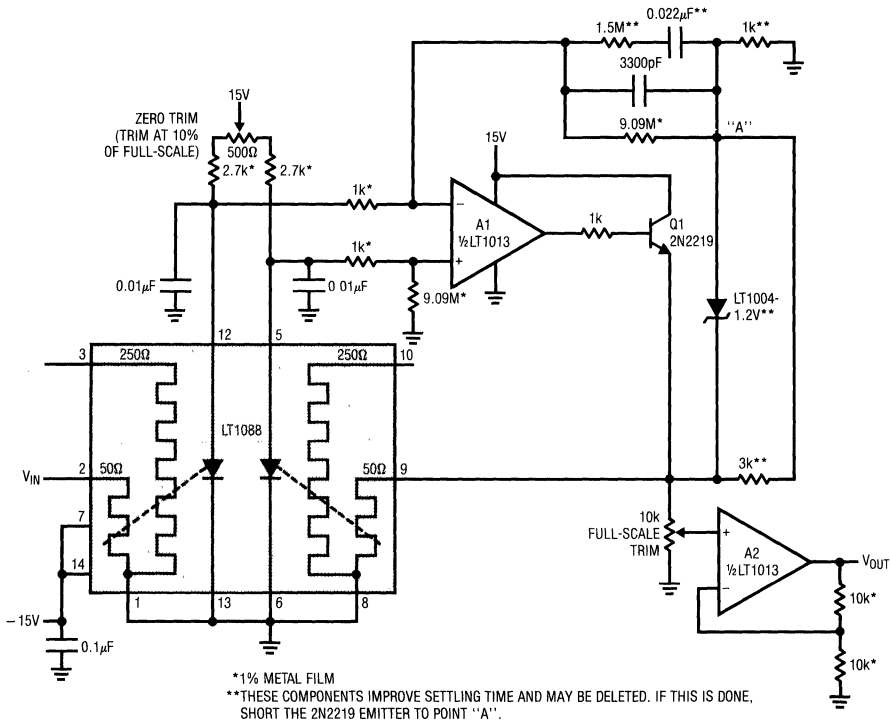 0.022µF**
1.5M**
1k**
3300pF
9.09M*
"A"
15V
ZERO TRIM
(TRIM AT 10%
OF FULL-SCALE)
500Ω
2.7k*
2.7k*
15V
1k*
−
A1
½LT1013
+
1k
Q1
2N2219
1k*
0.01µF
0 01µF
9.09M*
LT1004-
1.2V**
12
5
3
250Ω
250Ω
10
LT1088
VIN
2
50Ω
50Ω
9
3k**
7
14
10k
FULL-SCALE
TRIM
+
A2
½LT1013
−
VOUT
10k*
10k*
1
13
6
8
−15V
0.1µF
*1% METAL FILM
**THESE COMPONENTS IMPROVE SETTLING TIME AND MAY BE DELETED. IF THIS IS DONE,
SHORT THE 2N2219 EMITTER TO POINT "A".